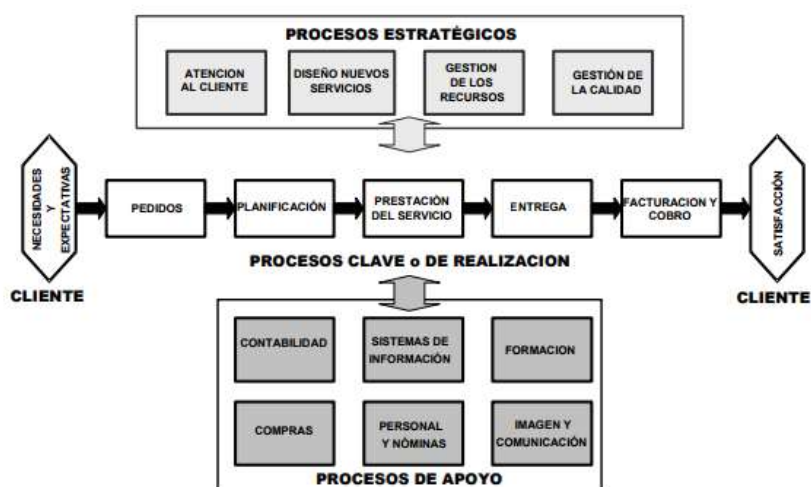 PROCESOS ESTRATÉGICOS
ATENCION
AL CLIENTE
DISEÑO NUEVOS
SERVICIOS
GESTION
DE LOS
RECURSOS
GESTIÓN DE
LA CALIDAD
NECESIDADES
Y
EXPECTATIVAS
PEDIDOS
PLANIFICACIÓN
PRESTACIÓN
DEL SERVICIO
ENTREGA
FACTURACION Y
COBRO
SATISFACCIÓN
CLIENTE
PROCESOS CLAVE o DE REALIZACION
CLIENTE
CONTABILIDAD
SISTEMAS DE
INFORMACIÓN
FORMACION
COMPRAS
PERSONAL
Y NÓMINAS
IMAGEN Y
COMUNICACIÓN
PROCESOS DE APOYO